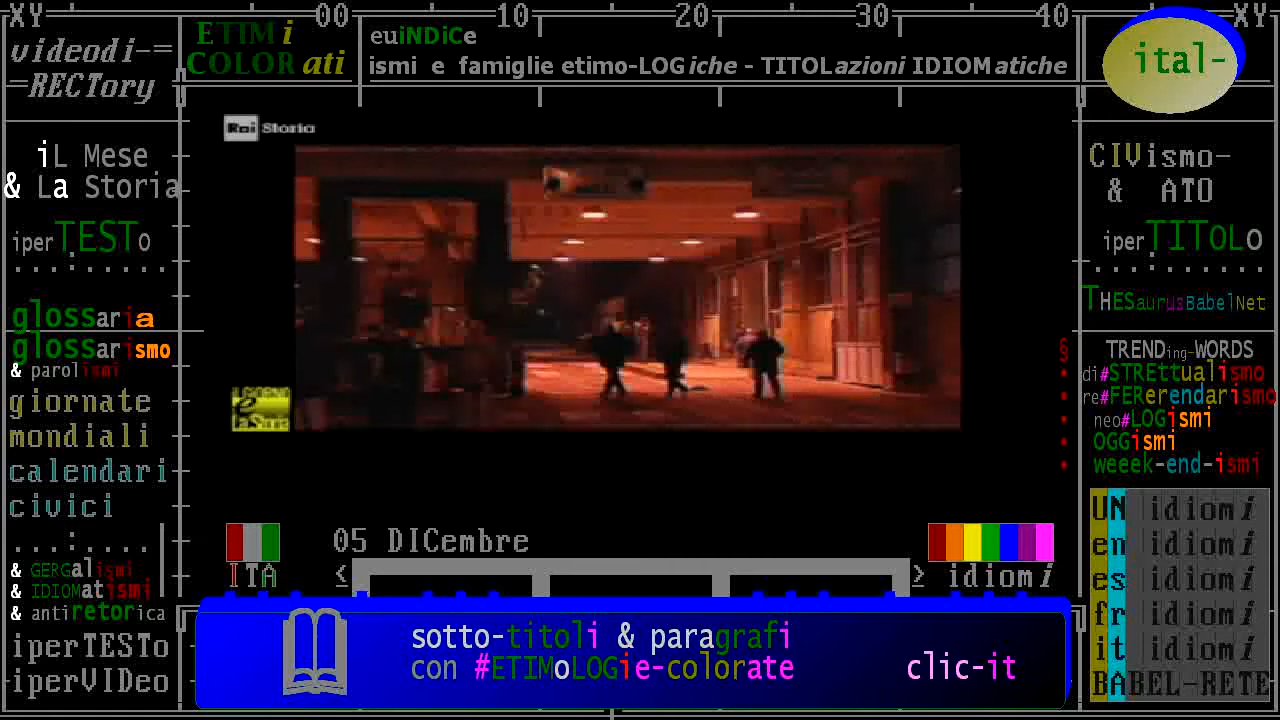 XY 00 10 20 30 40 XY
videodi-=
=RECTory
ETIMi
COLORati
euiNDiCe
ismi e famiglie etimo-LOGiche - TITOLazioni IDIOMatiche
ital-
Rai Storia
iL Mese
& La Storia
iperTESTo
glossaria
glossarismo
& parolismi
giornate
mondiali
calendari
civici
& GERGalismi
& IDIOMatismi
& antiretorica
iperTESTo
iperVIDeo
CIVismo-
& ATO
iperTITOLO
THESaurusBabelNet
§
TRENDing-WORDS
di#STREttualismo
re#FERerendarismo
neo#LOGismi
OGGismi
weeek-end-ismi
UN idiomi
en idiomi
es idiomi
fr idiomi
it idiomi
BABEL-RETE
05 DICembre
ITA < > idiomi
sotto-titoli & paragrafi
con #ETIMoLOGie-colorate clic-it